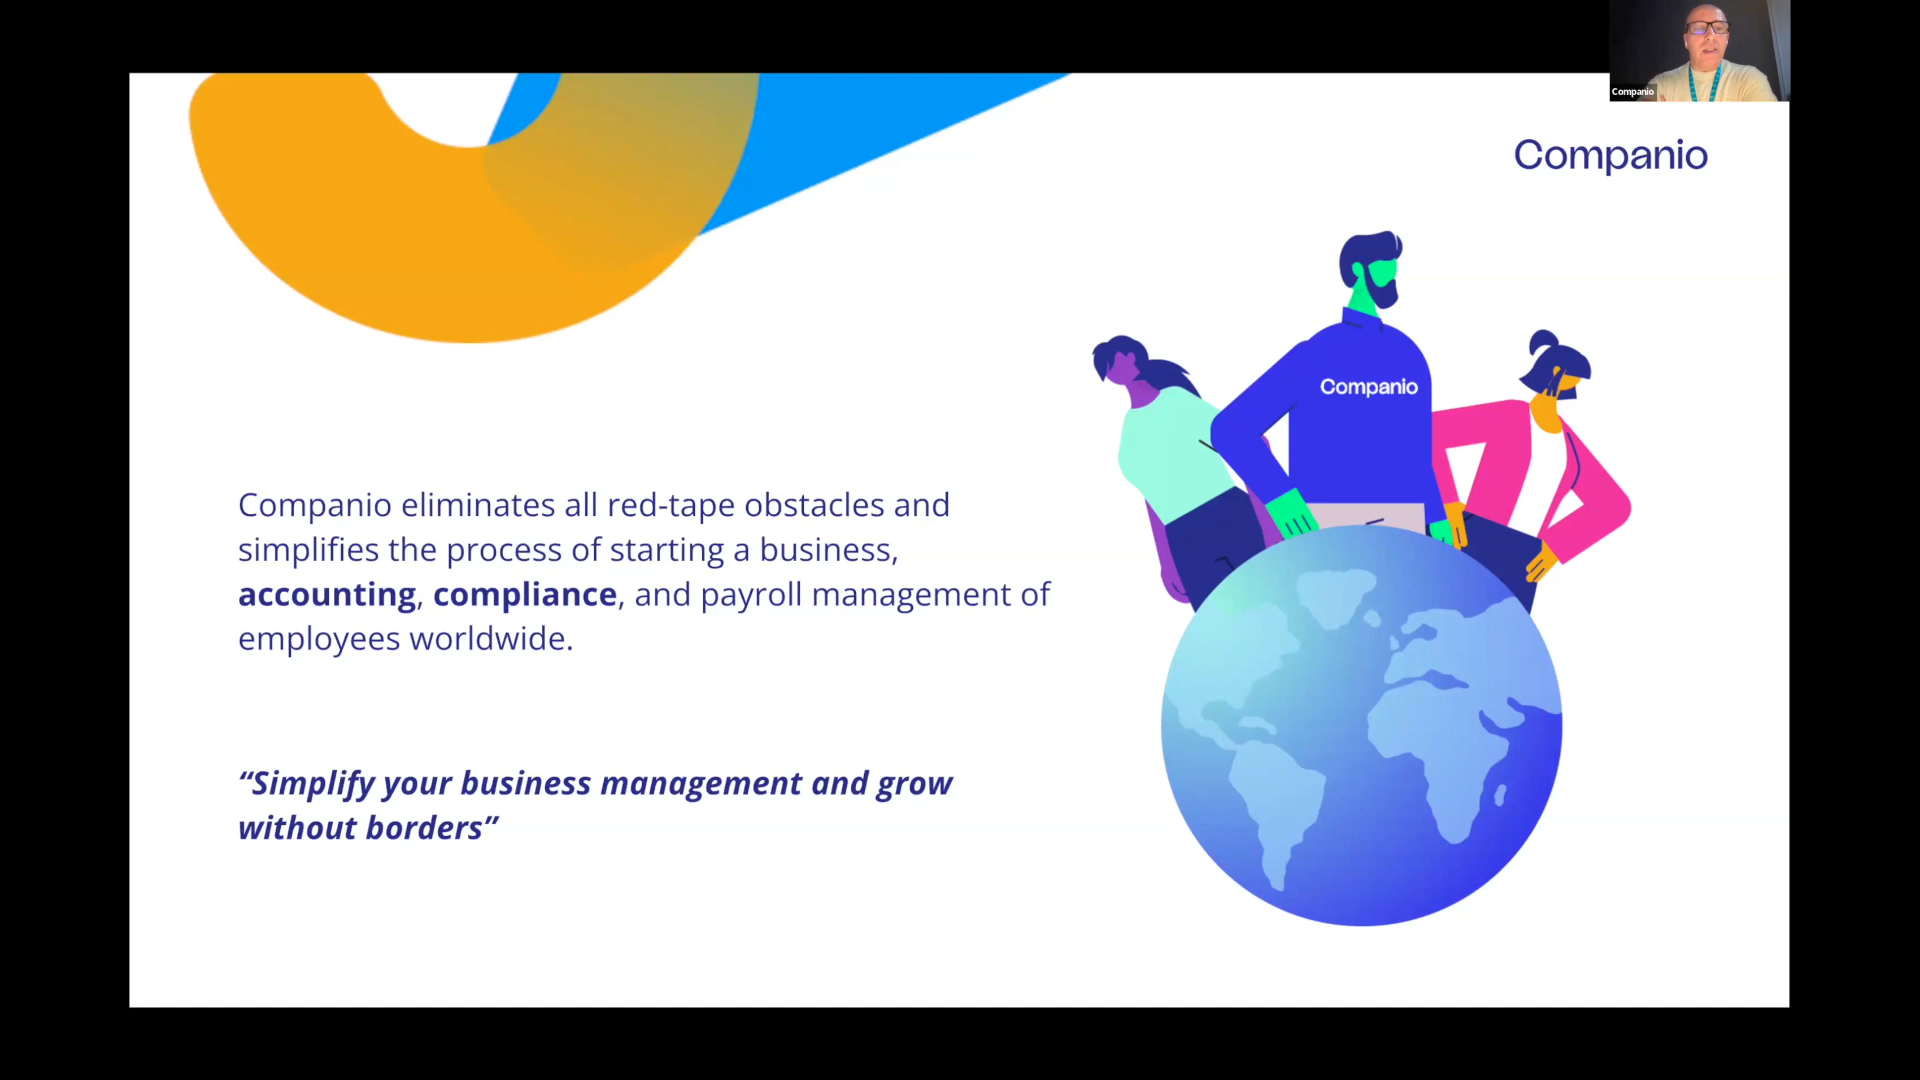 Companio
Companio
Companio
Companio eliminates all red-tape obstacles and
simplifies the process of starting a business,
accounting, compliance, and payroll management of
employees worldwide.
“Simplify your business management and grow
without borders”